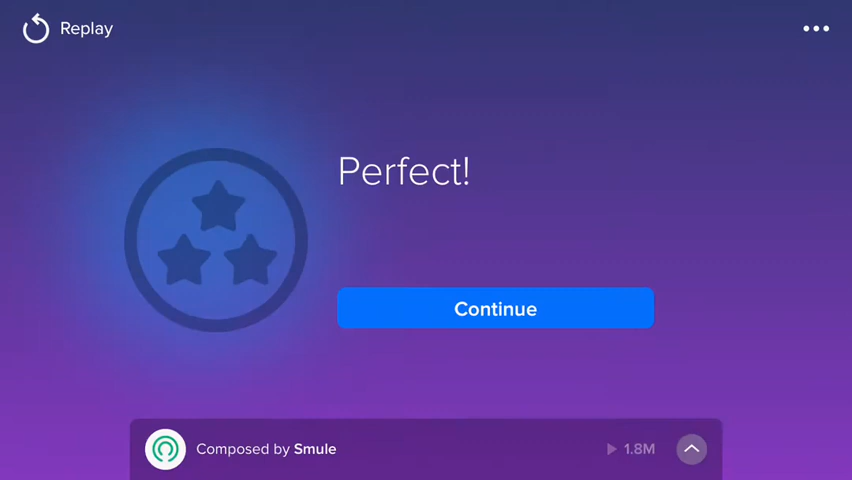 Replay
Perfect!
Continue
Composed by Smule
1.8M